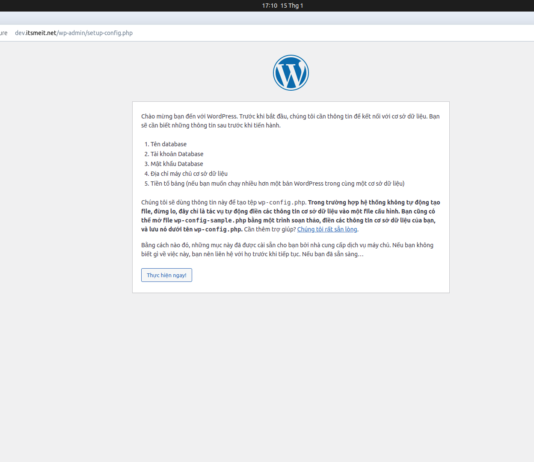 17:10 15 Thg 1
ure dev.itsmeit.net/wp-admin/setup-config.php
Chào mừng bạn đến với WordPress. Trước khi bắt đầu, chúng tôi cần thông tin để kết nối với cơ sở dữ liệu. Bạn
sẽ cần biết những thông tin sau trước khi tiến hành.
1. Tên database
2. Tài khoản Database
3. Mật khẩu Database
4. Địa chỉ máy chủ cơ sở dữ liệu
5. Tiền tố bảng (nếu bạn muốn chạy nhiều hơn một bản WordPress trong cùng một cơ sở dữ liệu)
Chúng tôi sẽ dùng thông tin này để tạo tệp wp-config.php. Trong trường hợp hệ thống không tự động tạo
file, đừng lo, đây chỉ là tác vụ tự động điền các thông tin cơ sở dữ liệu vào một file cấu hình. Bạn cũng có
thể mở file wp-config-sample.php bằng một trình soạn thảo, điền các thông tin cơ sở dữ liệu của bạn,
và lưu nó dưới tên wp-config.php. Cần thêm trợ giúp? Chúng tôi rất sẵn lòng.
Bằng cách nào đó, những mục này đã được cài sẵn cho bạn bởi nhà cung cấp dịch vụ máy chủ. Nếu bạn không
biết gì về việc này, bạn nên liên hệ với họ trước khi tiếp tục. Nếu bạn đã sẵn sàng…
Thực hiện ngay!